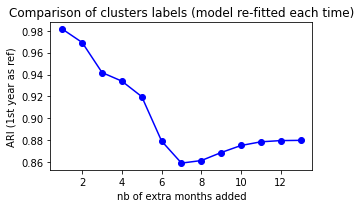 Comparison of clusters labels (model re-fitted each time)
ARI (1st year as ref)
0.98
0.96
0.94
0.92
0.90
0.88
0.86
2 4 6 8 10 12
nb of extra months added